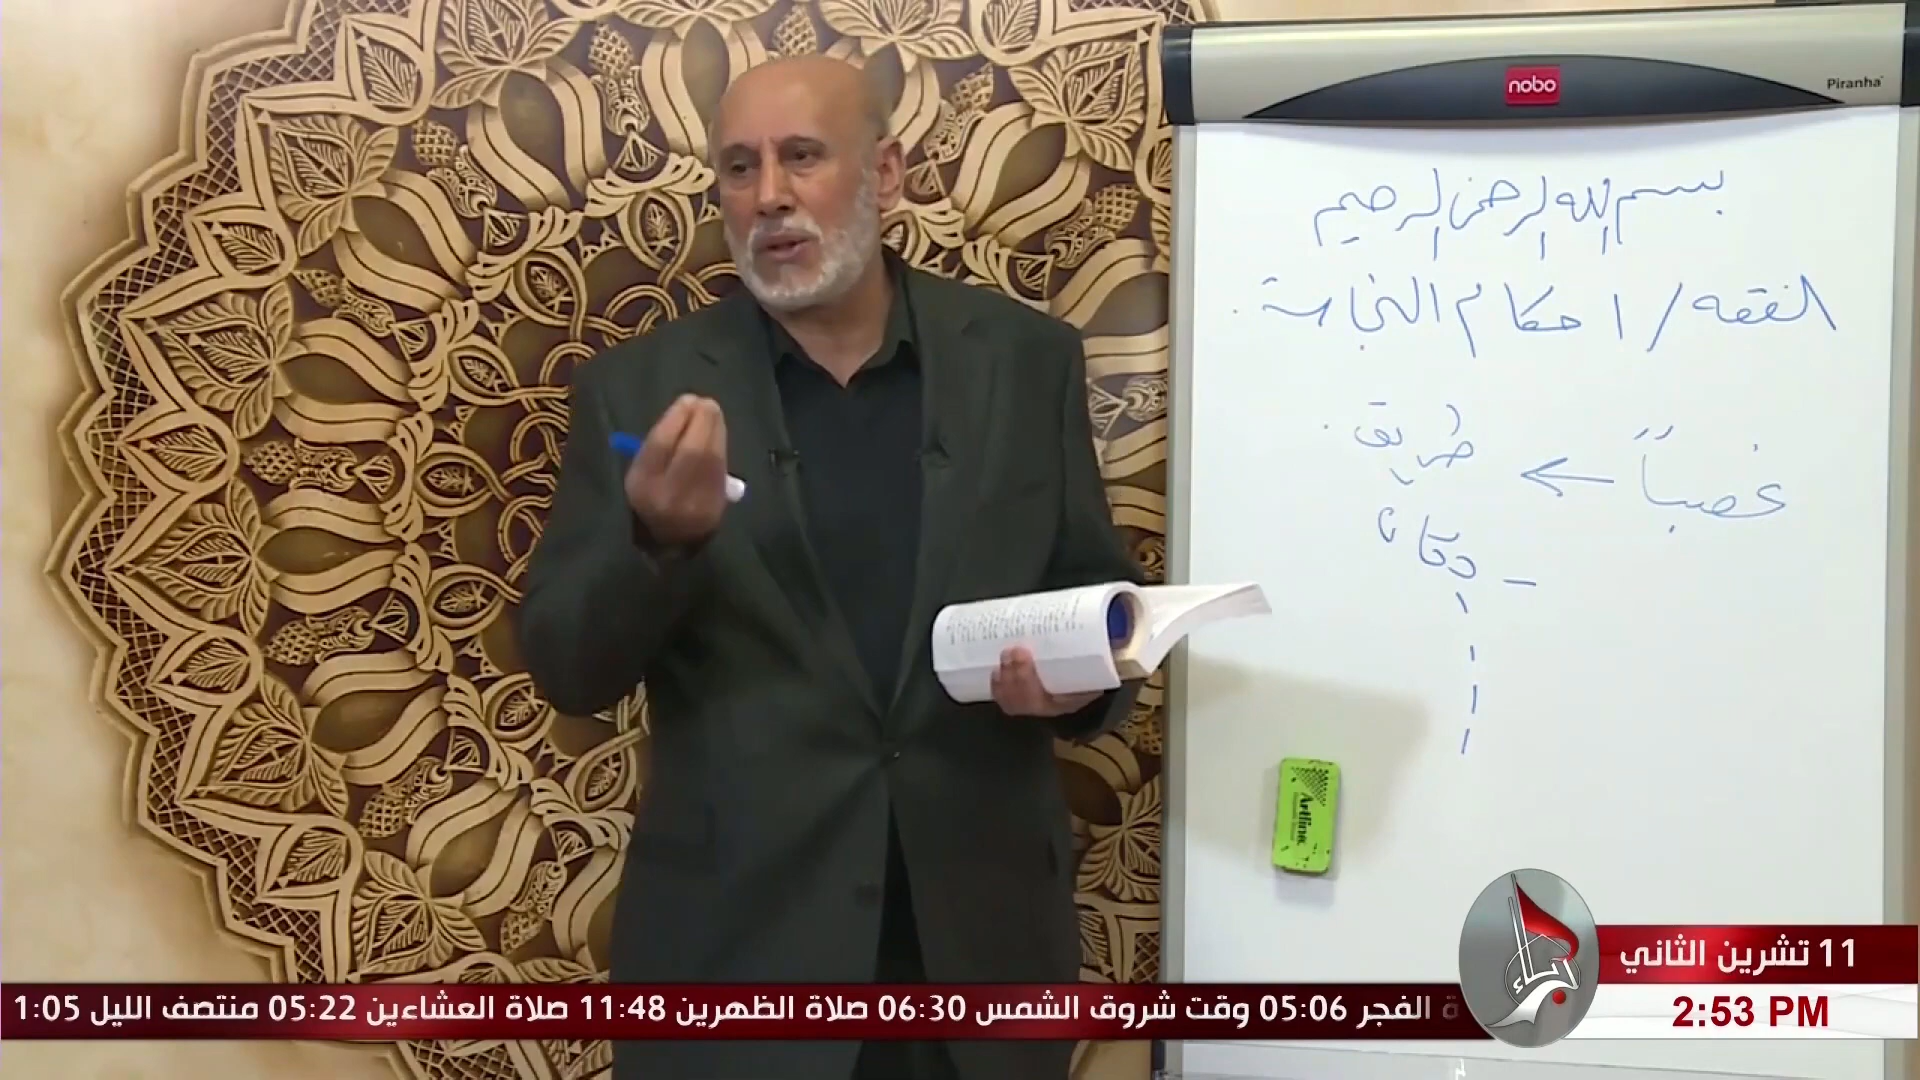 nobo
Piranha
بسم الله الرحمن الرحيم
الفقه / احكام النجاسة .
غصباً ← طريق .
- دكان
Artline
11 تشرين الثاني
2:53 PM
ة الفجر 05:06 وقت شروق الشمس 06:30 صلاة الظهرين 11:48 صلاة العشاءين 05:22 منتصف الليل 1:05